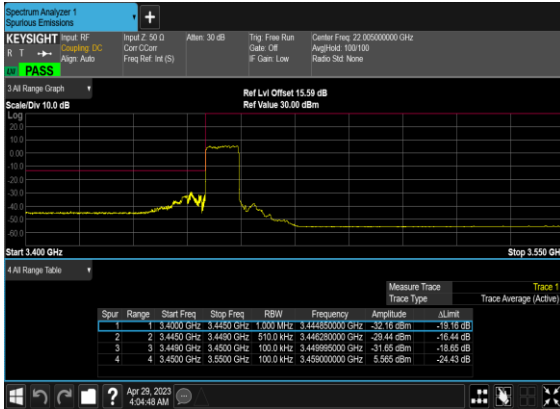 Spectrum Analyzer 1
Spurious Emissions
+
KEYSIGHT Input: RF Input Z: 50 Ω Atten: 30 dB Trig: Free Run Center Freq: 22.005000000 GHz
R T Coupling: DC Corr CCorr Gate: Off Avg|Hold: 100/100
Align: Auto Freq Ref: Int (S) IF Gain: Low Radio Std: None
PASS
3 All Range Graph
Ref Lvl Offset 15.59 dB
Scale/Div 10.0 dB Ref Value 30.00 dBm
Log
20.0
10.0
0.00
-10.0
-20.0
-30.0
-40.0
-50.0
-60.0
Start 3.400 GHz Stop 3.550 GH
4 All Range Table
Measure Trace Trace 1
Trace Type Trace Average (Active)
Spur Range Start Freq Stop Freq RBW Frequency Amplitude ΔLimit
1 1 3.4000 GHz 3.4450 GHz 1.000 MHz 3.444850000 GHz -32.16 dBm -19.16 dB
2 2 3.4450 GHz 3.4490 GHz 510.0 kHz 3.446280000 GHz -29.44 dBm -16.44 dB
3 3 3.4490 GHz 3.4500 GHz 100.0 kHz 3.449995000 GHz -31.65 dBm -18.65 dB
4 4 3.4500 GHz 3.5500 GHz 100.0 kHz 3.459000000 GHz 5.565 dBm -24.43 dB
?
Apr 29, 2023
4:04:48 AM